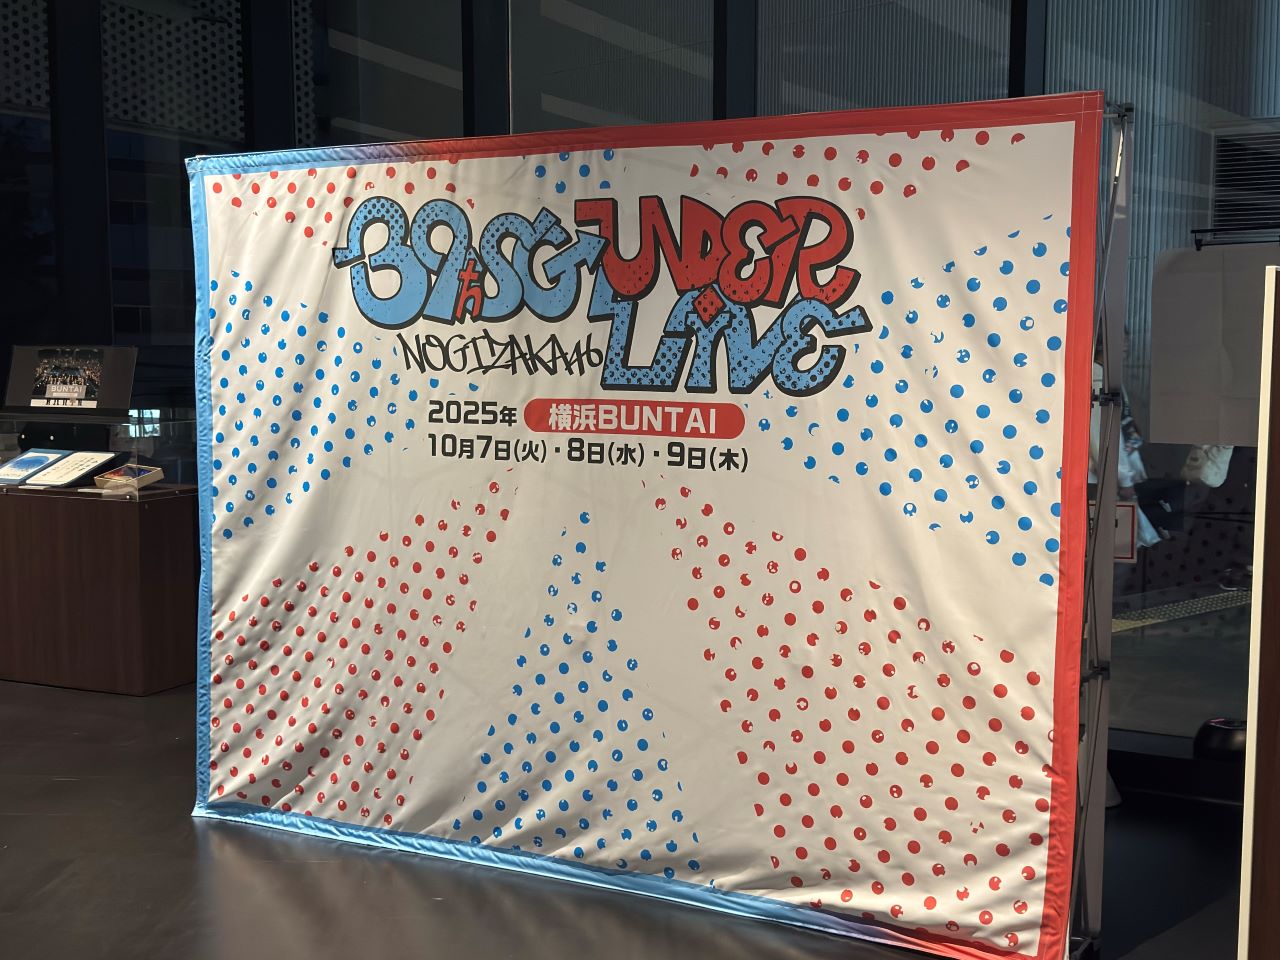 39th SG UNDER
LIVE
NOGIZAKA46
2025年 横浜BUNTAI
10月7日(火)・8日(水)・9日(木)
BUNTAI